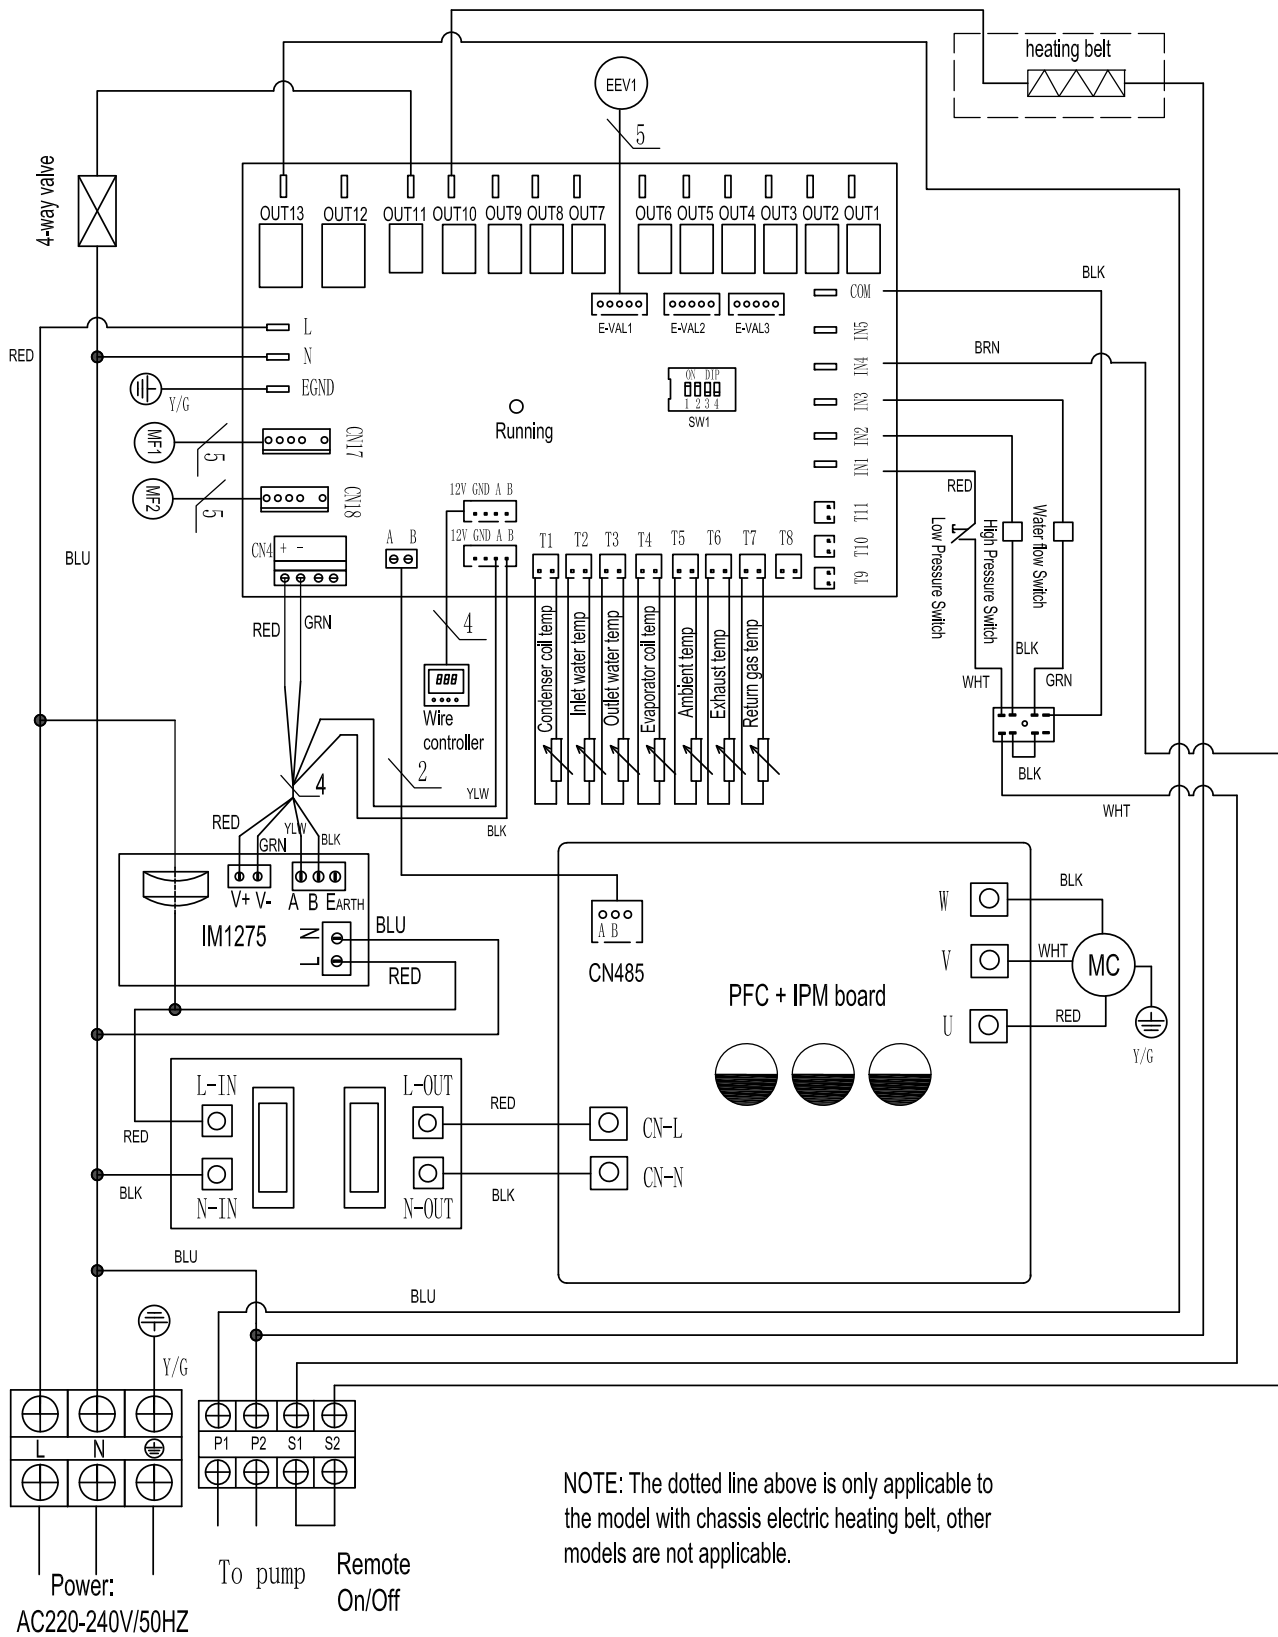 heating belt
EEV1
5
4-way valve
OUT13 OUT12 OUT11 OUT10 OUT9 OUT8 OUT7 OUT6 OUT5 OUT4 OUT3 OUT2 OUT1
BLK
COM
E-VAL1 E-VAL2 E-VAL3
L
IN5
RED
N
BRN
IN4
EGND
Y/G
ON DIP
1 2 3 4
SW1
IN3
Running
MF1
5
CN17
IN2
IN1
MF2
5
CN18
12V GND A B
RED
T11
Low Pressure Switch
High Pressure Switch
Water flow Switch
BLU
CN4
+ -
A B
12V GND A B
T1 T2 T3 T4 T5 T6 T7 T8
T10
T9
RED
GRN
4
Condenser coil temp
Inlet water temp
Outlet water temp
Evaporator coil temp
Ambient temp
Exhaust temp
Return gas temp
BLK
WHT
GRN
888
Wire
controller
2
4
YLW
BLK
BLK
WHT
RED
GRN
YLW
BLK
V+ V- A B EARTH
IM1275
N
L
BLU
RED
A B
CN485
PFC + IPM board
W
BLK
V
WHT
MC
U
RED
Y/G
L-IN
L-OUT
RED
RED
CN-L
BLK
N-IN
N-OUT
BLK
CN-N
BLU
BLU
Y/G
L N
P1 P2 S1 S2
NOTE: The dotted line above is only applicable to
the model with chassis electric heating belt, other
models are not applicable.
Power:
AC220-240V/50HZ
To pump
Remote
On/Off